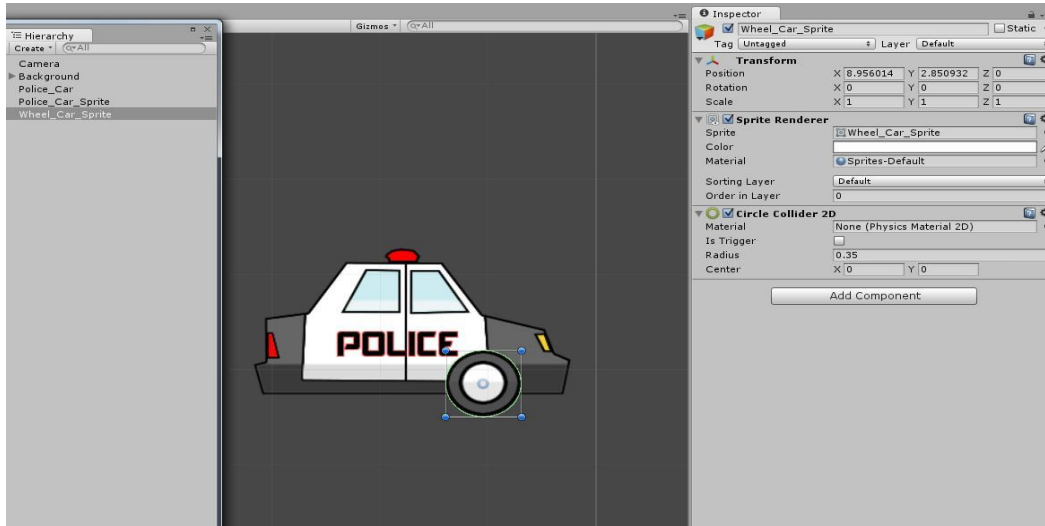 Hierarchy
Create All
Camera
Background
Police_Car
Police_Car_Sprite
Wheel_Car_Sprite
Gizmos All
POLICE
Inspector
Wheel_Car_Sprite Static
Tag Untagged Layer Default
Transform
Position X 8.956014 Y 2.850932 Z 0
Rotation X 0 Y 0 Z 0
Scale X 1 Y 1 Z 1
Sprite Renderer
Sprite Wheel_Car_Sprite
Color
Material Sprites-Default
Sorting Layer Default
Order in Layer 0
Circle Collider 2D
Material None (Physics Material 2D)
Is Trigger
Radius 0.35
Center X 0 Y 0
Add Component